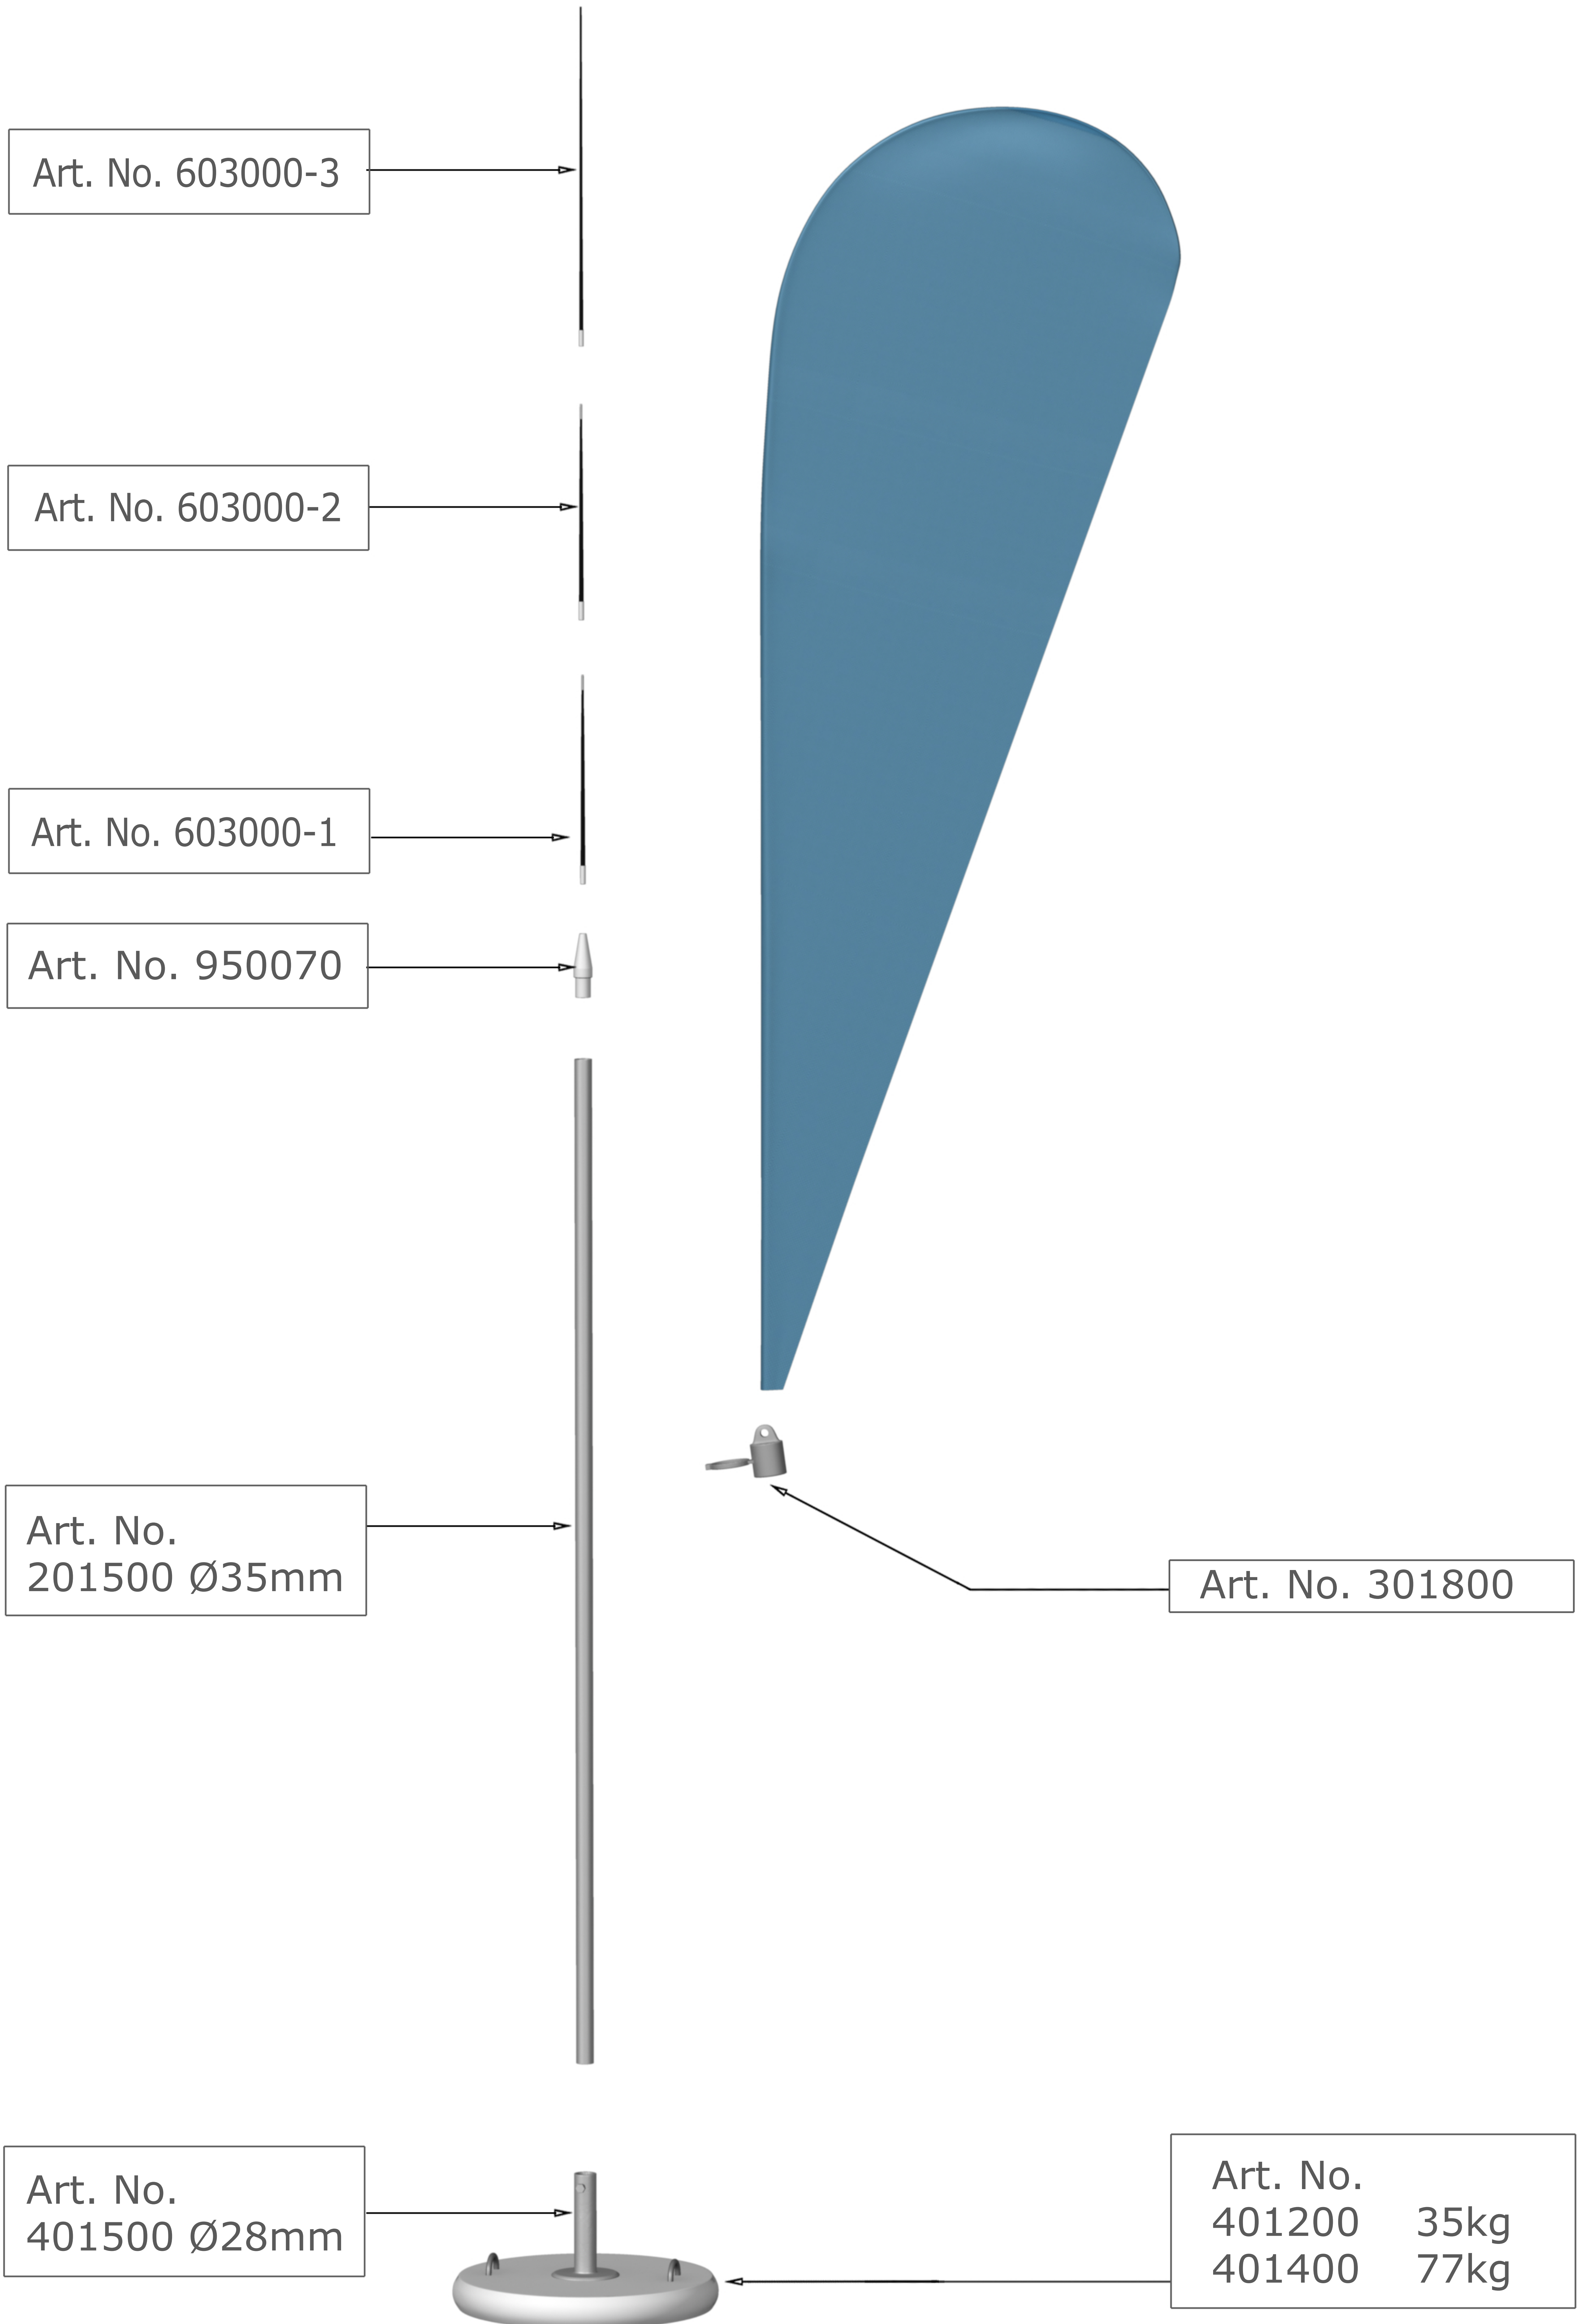 Art. No. 603000-3
Art. No. 603000-2
Art. No. 603000-1
Art. No. 950070
Art. No.
201500 Ø35mm
Art. No. 301800
Art. No.
401500 Ø28mm
Art. No.
401200 35kg
401400 77kg